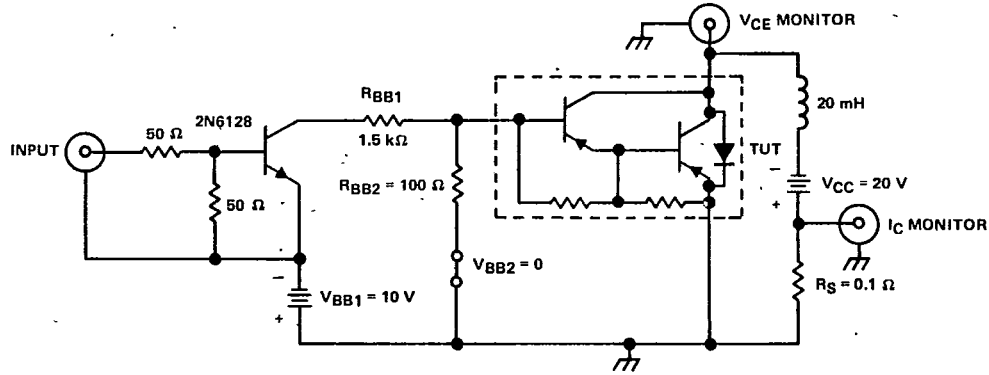 VCE MONITOR
RBB1
1.5 kΩ
2N6128
50 Ω
INPUT
50 Ω
RBB2 = 100 Ω
VBB2 = 0
VBB1 = 10 V
−
+
TUT
20 mH
−
VCC = 20 V
+
IC MONITOR
RS = 0.1 Ω